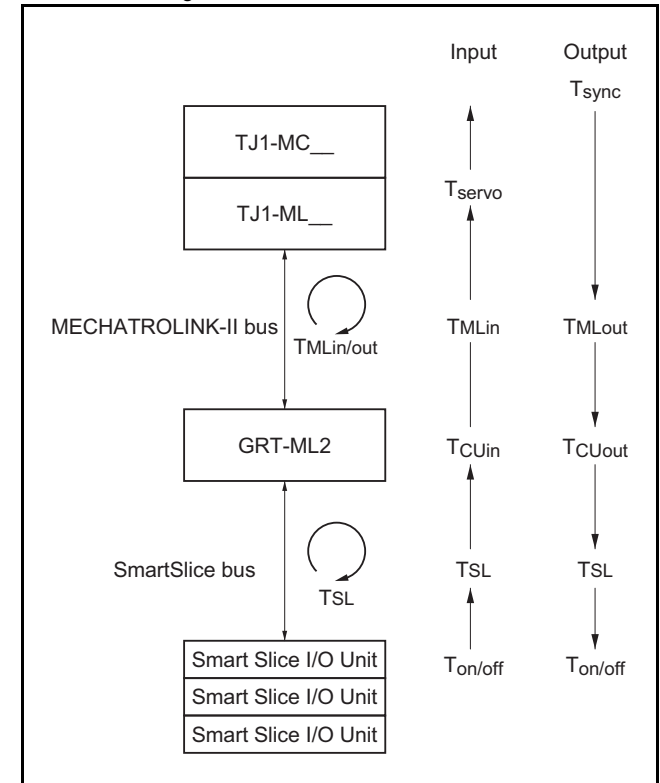 Input Output
Tsync
TJ1-MC__
TJ1-ML__
Tservo
MECHATROLINK-II bus
TMLin/out
TMLin TMLout
GRT-ML2
TCUin TCUout
SmartSlice bus
TSL
TSL TSL
Smart Slice I/O Unit
Smart Slice I/O Unit
Smart Slice I/O Unit
Ton/off Ton/off